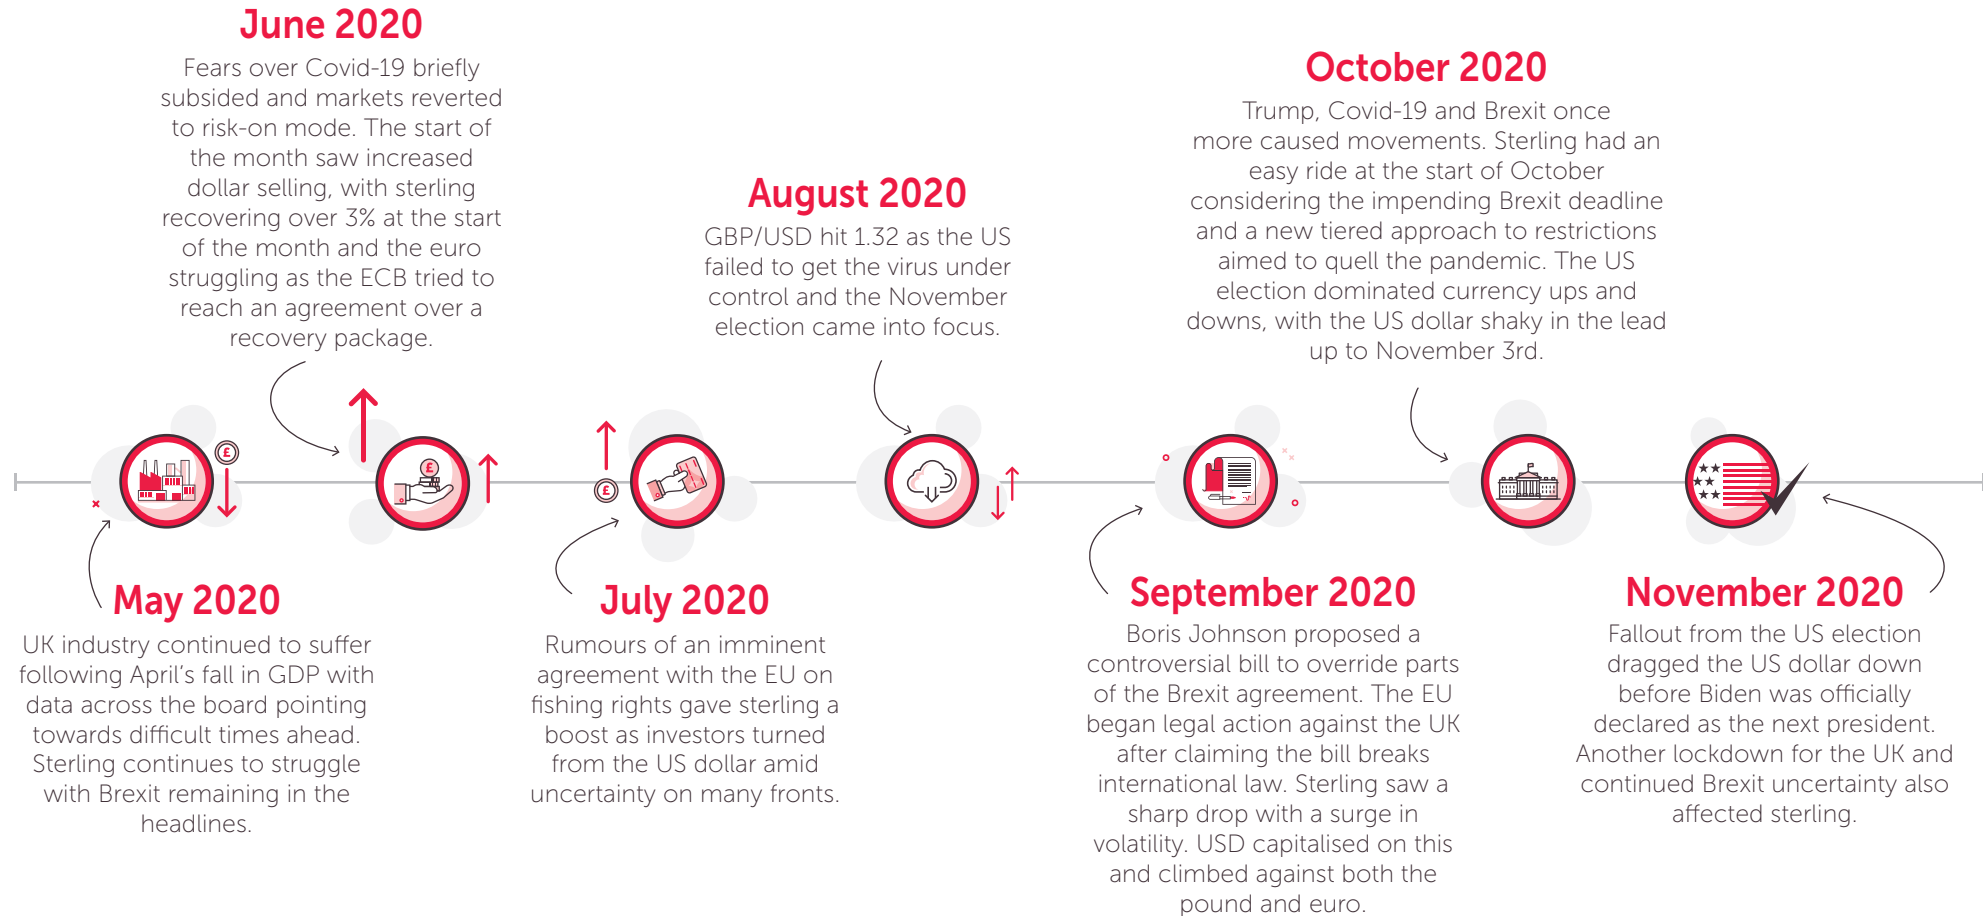 June 2020
Fears over Covid-19 briefly
subsided and markets reverted
to risk-on mode. The start of
the month saw increased
dollar selling, with sterling
recovering over 3% at the start
of the month and the euro
struggling as the ECB tried to
reach an agreement over a
recovery package.
August 2020
GBP/USD hit 1.32 as the US
failed to get the virus under
control and the November
election came into focus.
October 2020
Trump, Covid-19 and Brexit once
more caused movements. Sterling had an
easy ride at the start of October
considering the impending Brexit deadline
and a new tiered approach to restrictions
aimed to quell the pandemic. The US
election dominated currency ups and
downs, with the US dollar shaky in the lead
up to November 3rd.
£
£
£
May 2020
UK industry continued to suffer
following April's fall in GDP with
data across the board pointing
towards difficult times ahead.
Sterling continues to struggle
with Brexit remaining in the
headlines.
July 2020
Rumours of an imminent
agreement with the EU on
fishing rights gave sterling a
boost as investors turned
from the US dollar amid
uncertainty on many fronts.
September 2020
Boris Johnson proposed a
controversial bill to override parts
of the Brexit agreement. The EU
began legal action against the UK
after claiming the bill breaks
international law. Sterling saw a
sharp drop with a surge in
volatility. USD capitalised on this
and climbed against both the
pound and euro.
November 2020
Fallout from the US election
dragged the US dollar down
before Biden was officially
declared as the next president.
Another lockdown for the UK and
continued Brexit uncertainty also
affected sterling.